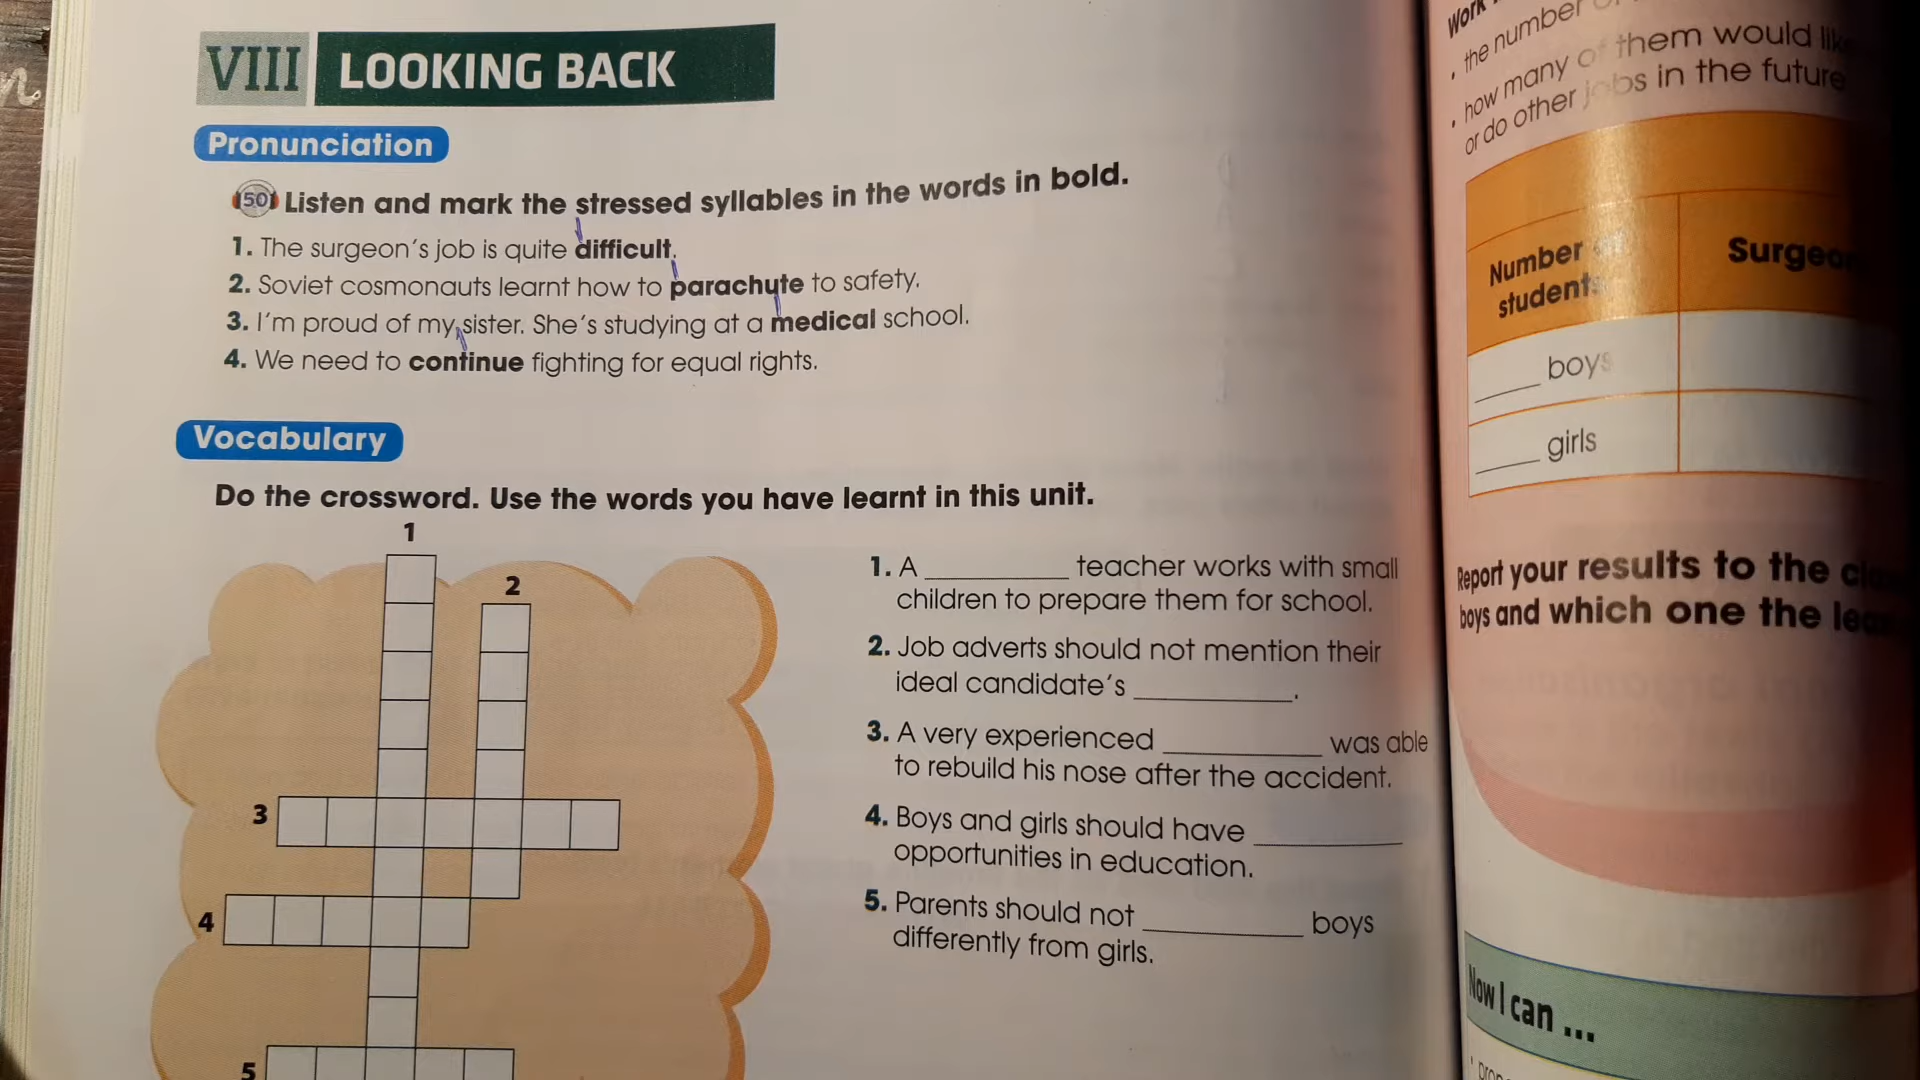 VIII LOOKING BACK
Pronunciation
50 Listen and mark the stressed syllables in the words in bold.
1. The surgeon's job is quite difficult.
2. Soviet cosmonauts learnt how to parachute to safety.
3. I'm proud of my sister. She's studying at a medical school.
4. We need to continue fighting for equal rights.
Vocabulary
Do the crossword. Use the words you have learnt in this unit.
1
2
3
4
5
1. A __________ teacher works with small
children to prepare them for school.
2. Job adverts should not mention their
ideal candidate's __________.
3. A very experienced __________ was able
to rebuild his nose after the accident.
4. Boys and girls should have __________
opportunities in education.
5. Parents should not __________ boys
differently from girls.
Work
• the number
• how many of them would
or do other jobs in the future
Number
students
_____ boys
_____ girls
Report your results to the
boys and which one the
Now I can ...